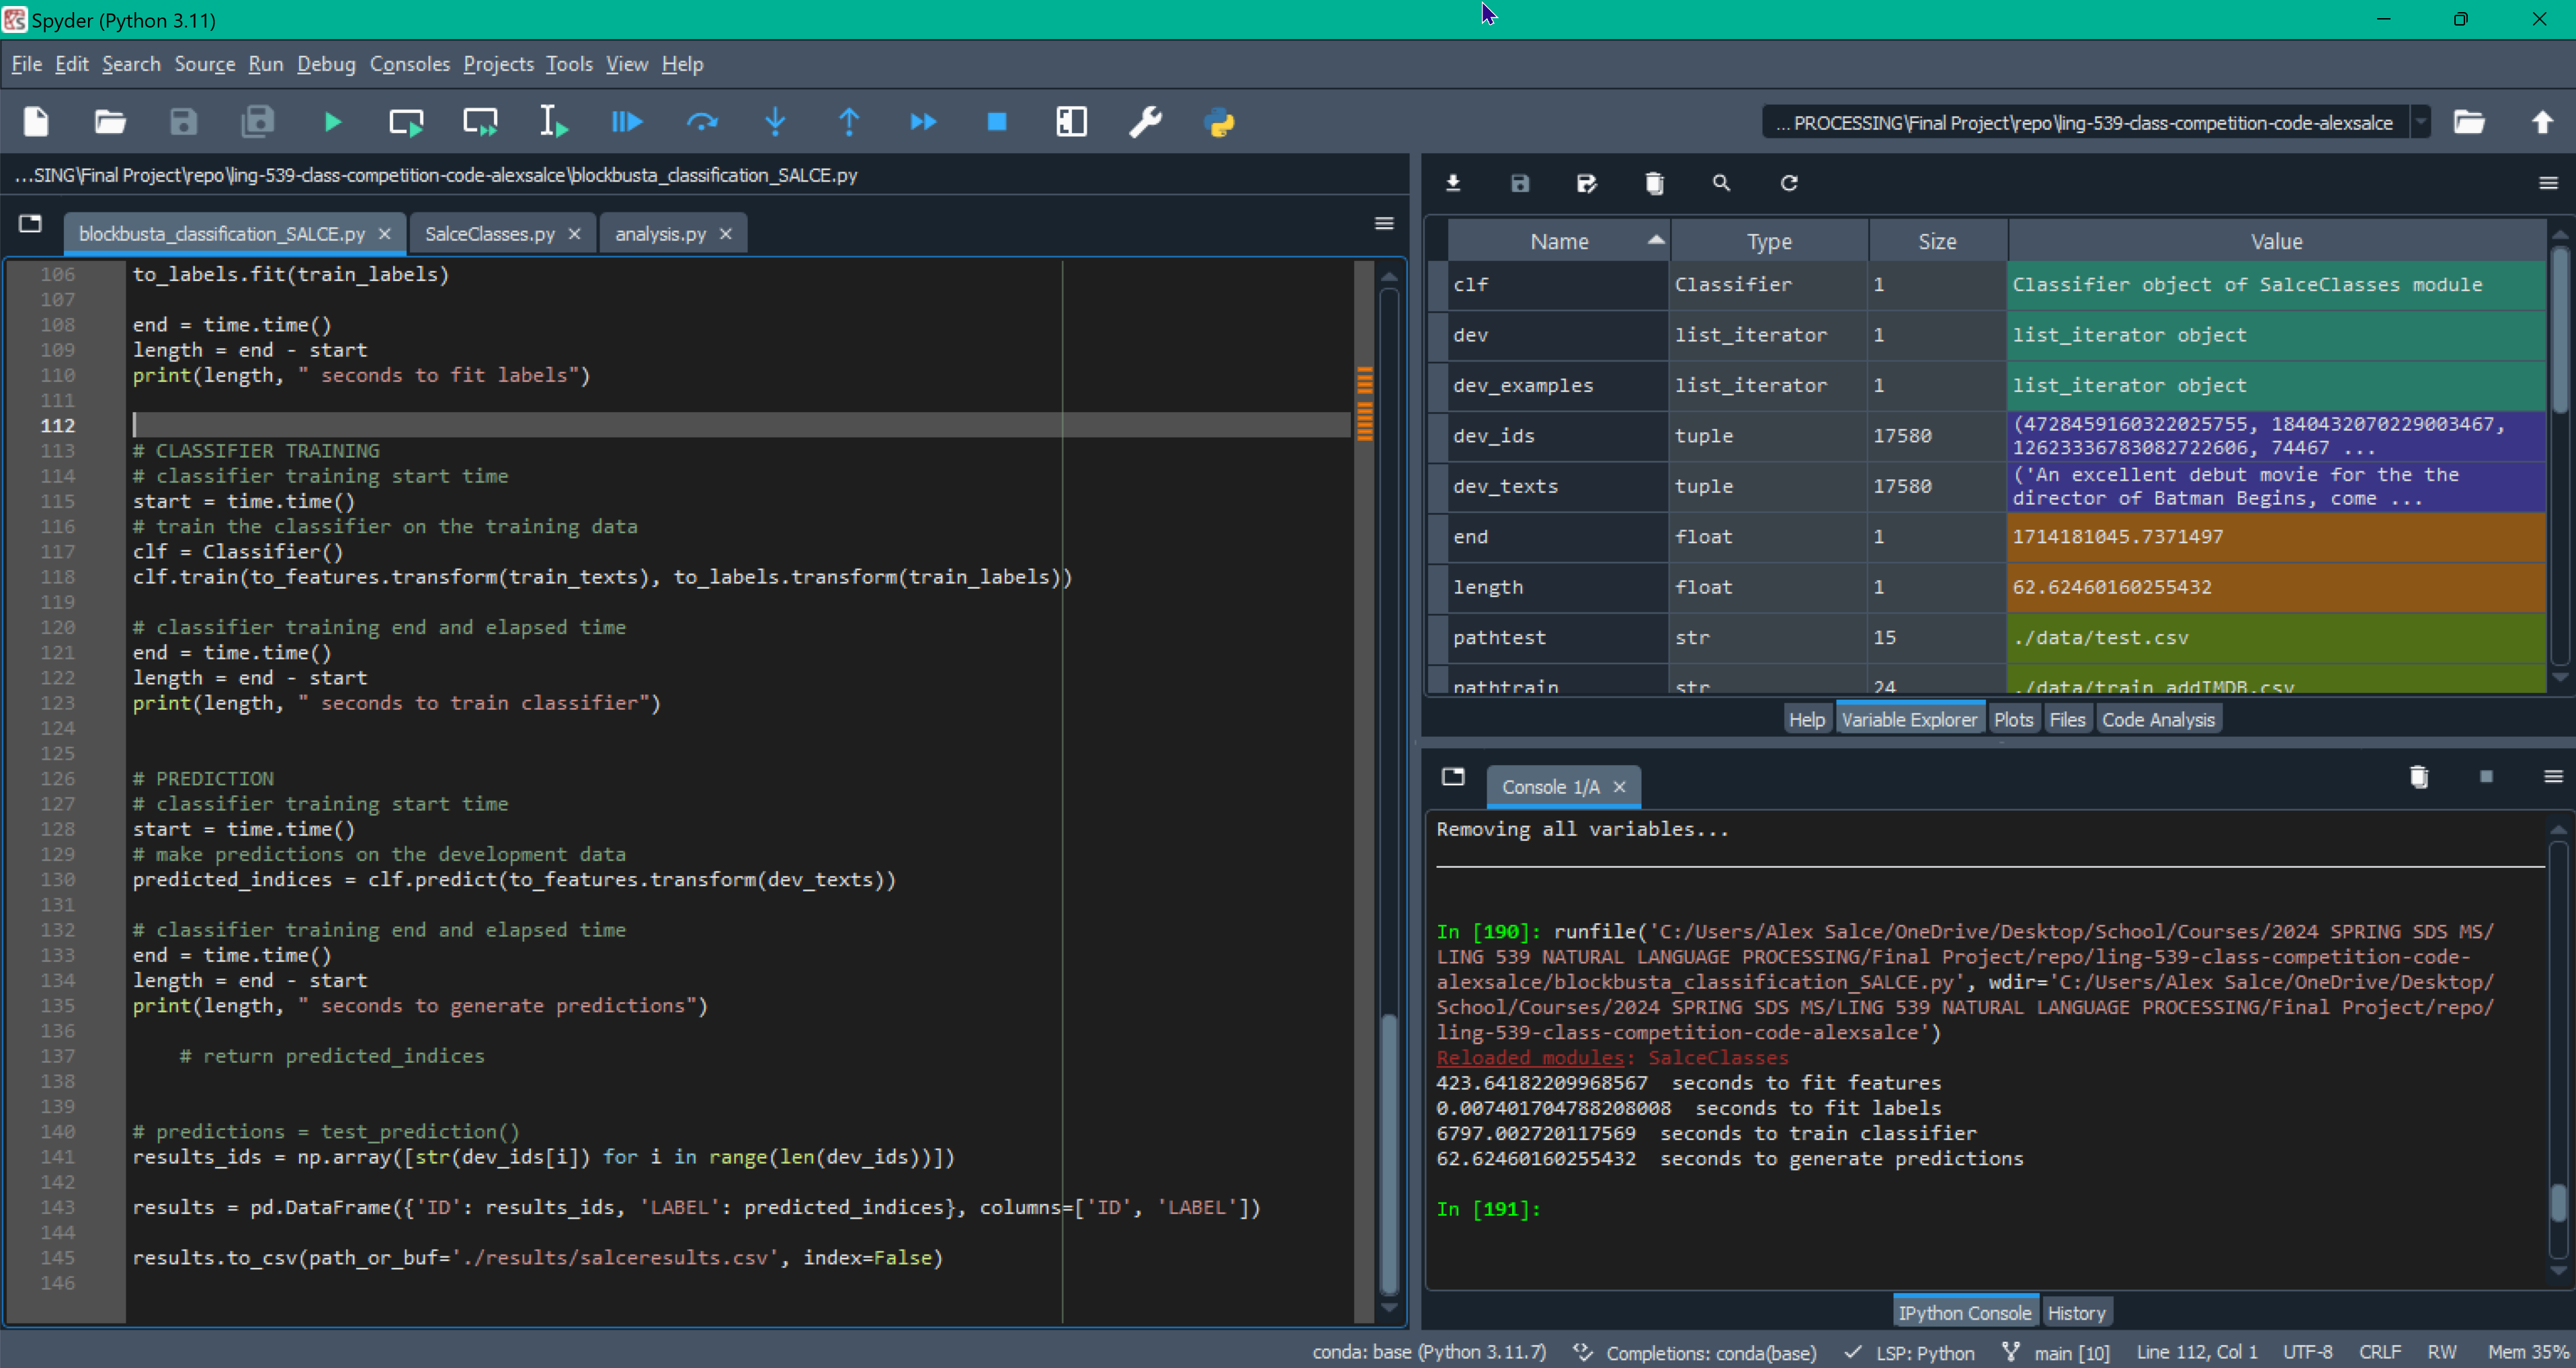 Spyder (Python 3.11)
File Edit Search Source Run Debug Consoles Projects Tools View Help
... PROCESSING\Final Project\repo\ling-539-class-competition-code-alexsalce
...SING\Final Project\repo\ling-539-class-competition-code-alexsalce\blockbusta_classification_SALCE.py
blockbusta_classification_SALCE.py
SalceClasses.py
analysis.py
106 to_labels.fit(train_labels)
107
108 end = time.time()
109 length = end - start
110 print(length, " seconds to fit labels")
111
112
113 # CLASSIFIER TRAINING
114 # classifier training start time
115 start = time.time()
116 # train the classifier on the training data
117 clf = Classifier()
118 clf.train(to_features.transform(train_texts), to_labels.transform(train_labels))
119
120 # classifier training end and elapsed time
121 end = time.time()
122 length = end - start
123 print(length, " seconds to train classifier")
124
125
126 # PREDICTION
127 # classifier training start time
128 start = time.time()
129 # make predictions on the development data
130 predicted_indices = clf.predict(to_features.transform(dev_texts))
131
132 # classifier training end and elapsed time
133 end = time.time()
134 length = end - start
135 print(length, " seconds to generate predictions")
136
137     # return predicted_indices
138
139
140 # predictions = test_prediction()
141 results_ids = np.array([str(dev_ids[i]) for i in range(len(dev_ids))])
142
143 results = pd.DataFrame({'ID': results_ids, 'LABEL': predicted_indices}, columns=['ID', 'LABEL'])
144
145 results.to_csv(path_or_buf='./results/salceresults.csv', index=False)
146
Name Type Size Value
clf Classifier 1 Classifier object of SalceClasses module
dev list_iterator 1 list_iterator object
dev_examples list_iterator 1 list_iterator object
dev_ids tuple 17580 (4728459160322025755, 1840432070229003467,
12623336783082722606, 74467 ...
dev_texts tuple 17580 ('An excellent debut movie for the the
director of Batman Begins, come ...
end float 1 1714181045.7371497
length float 1 62.62460160255432
pathtest str 15 ./data/test.csv
pathtrain str 24 ./data/train_addIMDB.csv
Help Variable Explorer Plots Files Code Analysis
Console 1/A
Removing all variables...
In [190]: runfile('C:/Users/Alex Salce/OneDrive/Desktop/School/Courses/2024 SPRING SDS MS/
LING 539 NATURAL LANGUAGE PROCESSING/Final Project/repo/ling-539-class-competition-code-
alexsalce/blockbusta_classification_SALCE.py', wdir='C:/Users/Alex Salce/OneDrive/Desktop/
School/Courses/2024 SPRING SDS MS/LING 539 NATURAL LANGUAGE PROCESSING/Final Project/repo/
ling-539-class-competition-code-alexsalce')
Reloaded modules: SalceClasses
423.64182209968567  seconds to fit features
0.007401704788208008  seconds to fit labels
6797.002720117569  seconds to train classifier
62.62460160255432  seconds to generate predictions
In [191]:
IPython Console History
conda: base (Python 3.11.7) Completions: conda(base) LSP: Python main [10] Line 112, Col 1 UTF-8 CRLF RW Mem 35%